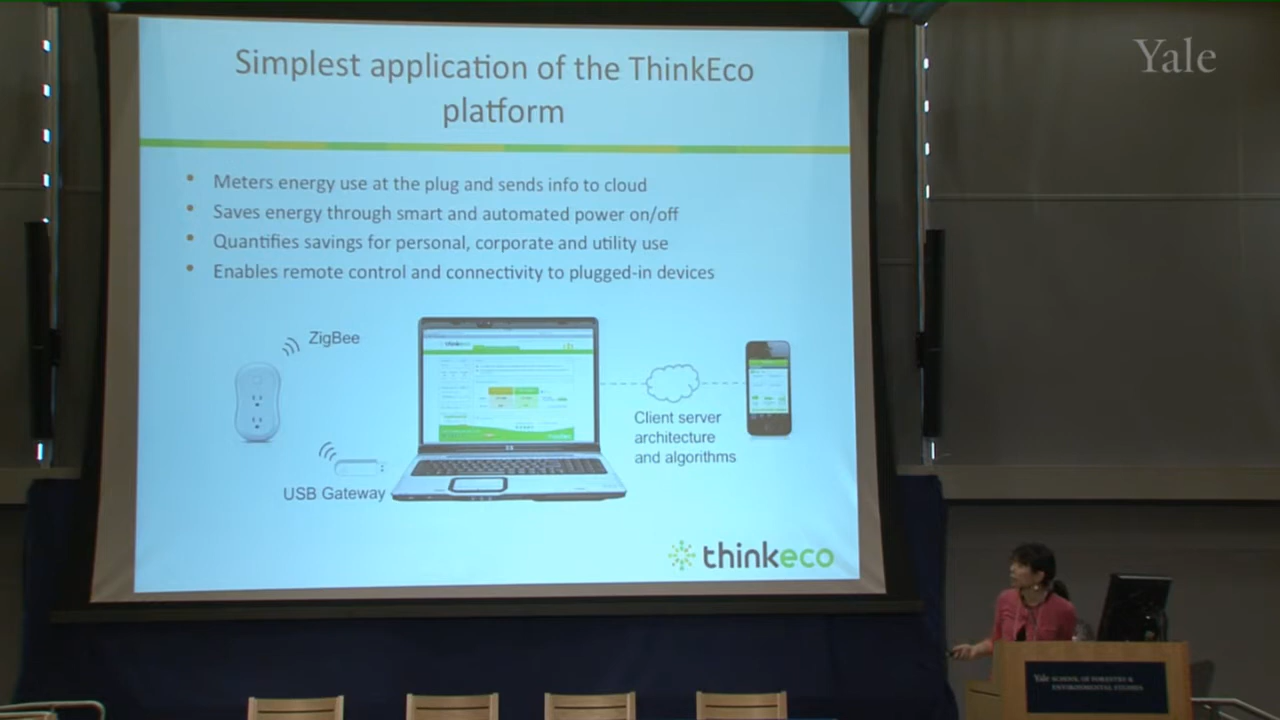 Yale
Simplest application of the ThinkEco
platform
Meters energy use at the plug and sends info to cloud
Saves energy through smart and automated power on/off
Quantifies savings for personal, corporate and utility use
Enables remote control and connectivity to plugged-in devices
ZigBee
thinkeco
Client server
architecture
and algorithms
USB Gateway
thinkeco
Yale SCHOOL OF FORESTRY &
ENVIRONMENTAL STUDIES